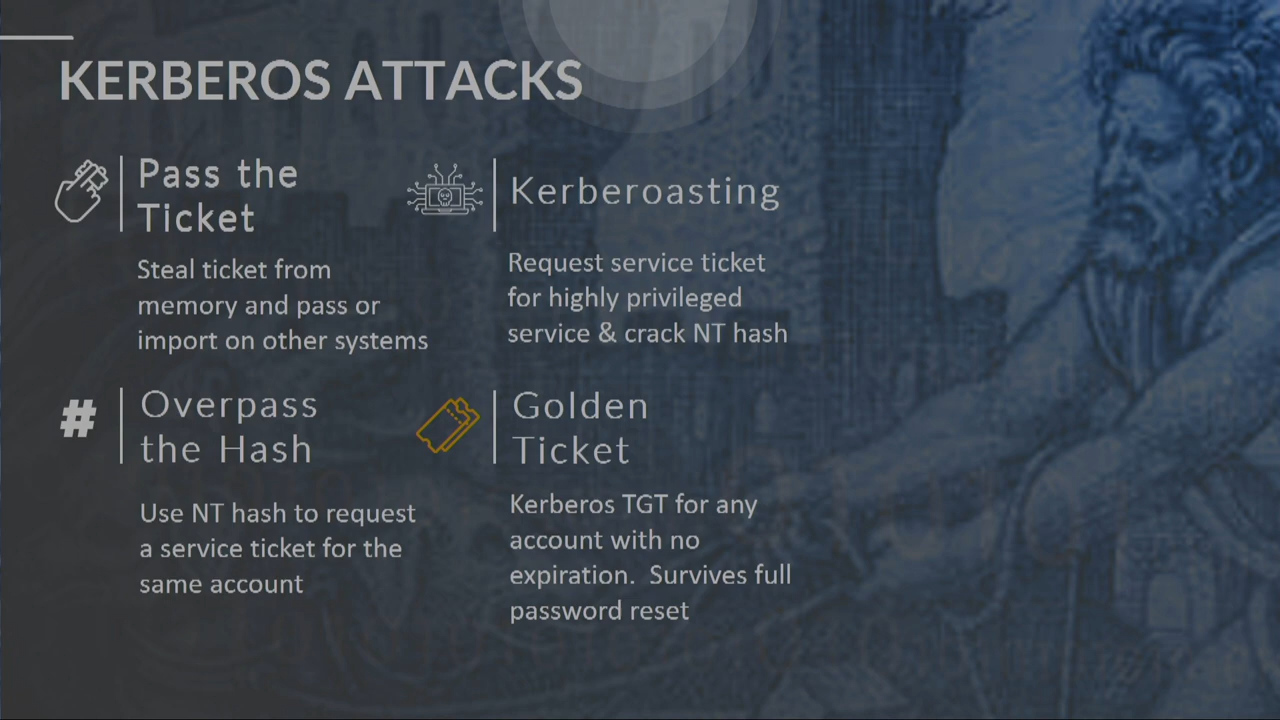 KERBEROS ATTACKS
Pass the
Ticket
Steal ticket from
memory and pass or
import on other systems
Kerberoasting
Request service ticket
for highly privileged
service & crack NT hash
#
Overpass
the Hash
Use NT hash to request
a service ticket for the
same account
Golden
Ticket
Kerberos TGT for any
account with no
expiration.  Survives full
password reset